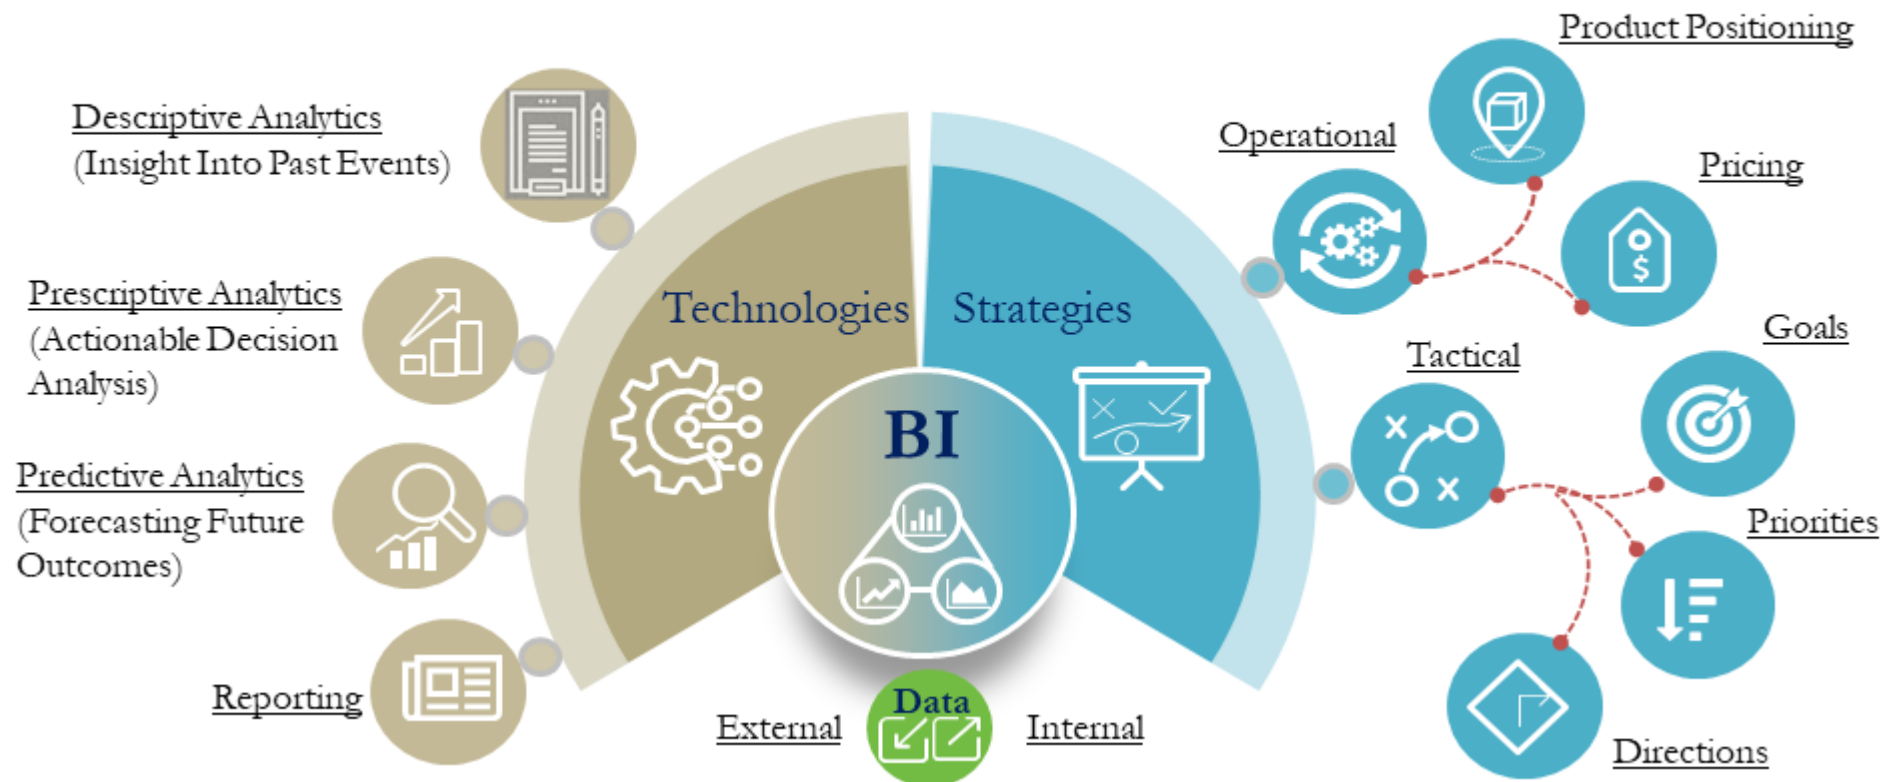 Descriptive Analytics
(Insight Into Past Events)
Prescriptive Analytics
(Actionable Decision
Analysis)
Predictive Analytics
(Forecasting Future
Outcomes)
Reporting
Technologies
Strategies
BI
External
Data
Internal
Operational
Product Positioning
Pricing
$
Tactical
Goals
Priorities
Directions